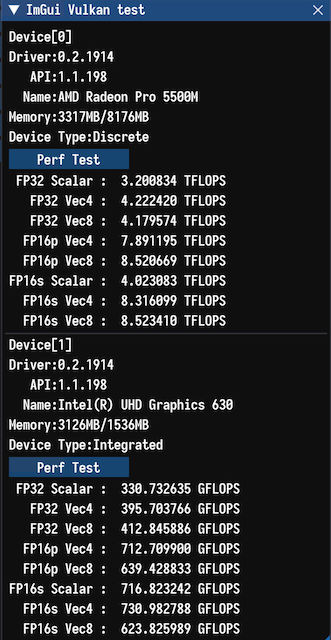 ▼ ImGui Vulkan test
Device[0]
Driver:0.2.1914
API:1.1.198
Name:AMD Radeon Pro 5500M
Memory:3317MB/8176MB
Device Type:Discrete
Perf Test
FP32 Scalar : 3.200834 TFLOPS
FP32 Vec4 : 4.222420 TFLOPS
FP32 Vec8 : 4.179574 TFLOPS
FP16p Vec4 : 7.891195 TFLOPS
FP16p Vec8 : 8.520669 TFLOPS
FP16s Scalar : 4.023083 TFLOPS
FP16s Vec4 : 8.316099 TFLOPS
FP16s Vec8 : 8.523410 TFLOPS
Device[1]
Driver:0.2.1914
API:1.1.198
Name:Intel(R) UHD Graphics 630
Memory:3126MB/1536MB
Device Type:Integrated
Perf Test
FP32 Scalar : 330.732635 GFLOPS
FP32 Vec4 : 395.703766 GFLOPS
FP32 Vec8 : 412.845886 GFLOPS
FP16p Vec4 : 712.709900 GFLOPS
FP16p Vec8 : 639.428833 GFLOPS
FP16s Scalar : 716.823242 GFLOPS
FP16s Vec4 : 730.982788 GFLOPS
FP16s Vec8 : 623.825989 GFLOPS